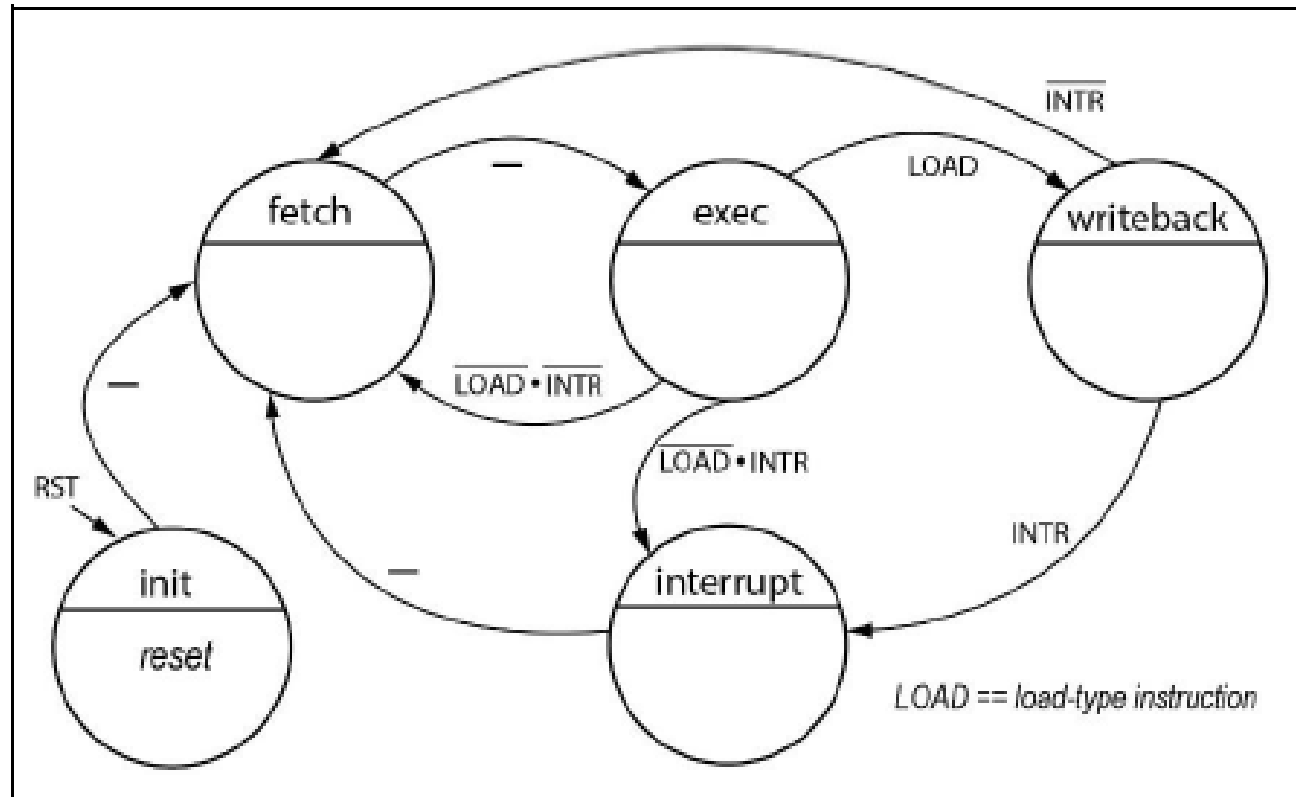 INTR
LOAD
fetch
exec
writeback
LOAD • INTR
LOAD • INTR
RST
INTR
init
interrupt
reset
LOAD == load-type instruction